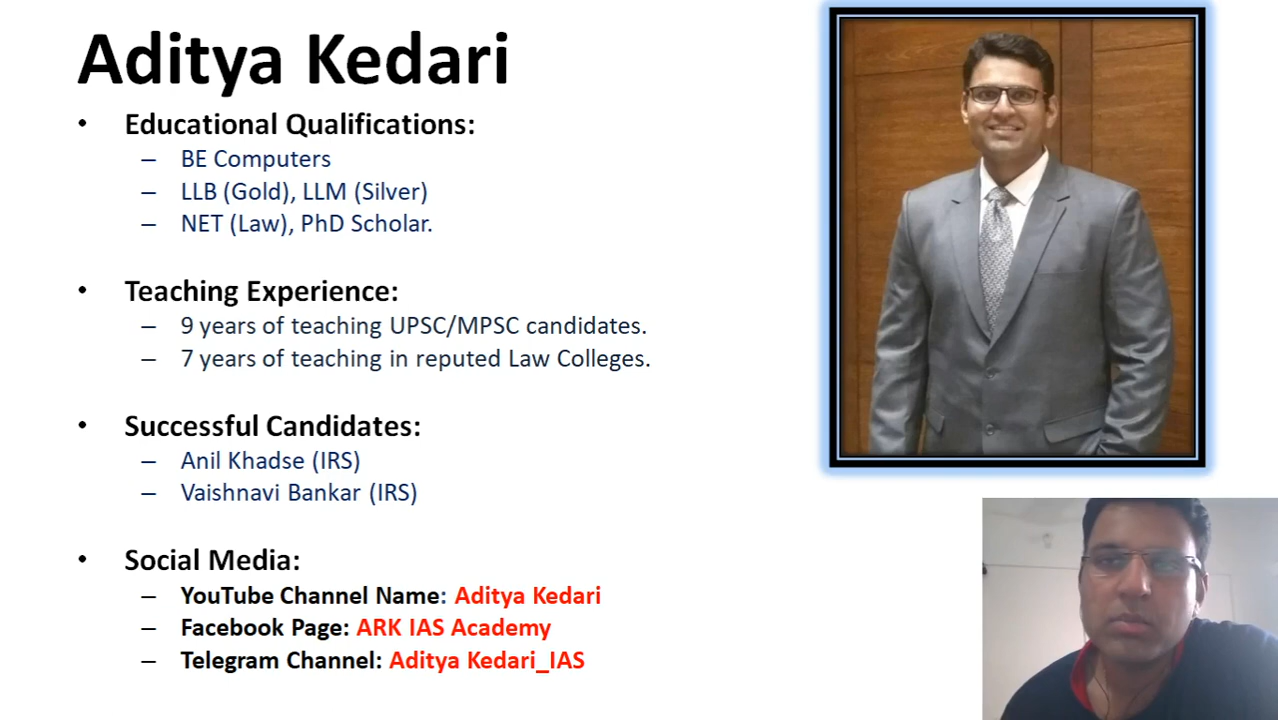 Aditya Kedari
• Educational Qualifications:
– BE Computers
– LLB (Gold), LLM (Silver)
– NET (Law), PhD Scholar.
• Teaching Experience:
– 9 years of teaching UPSC/MPSC candidates.
– 7 years of teaching in reputed Law Colleges.
• Successful Candidates:
– Anil Khadse (IRS)
– Vaishnavi Bankar (IRS)
• Social Media:
– YouTube Channel Name: Aditya Kedari
– Facebook Page: ARK IAS Academy
– Telegram Channel: Aditya Kedari_IAS